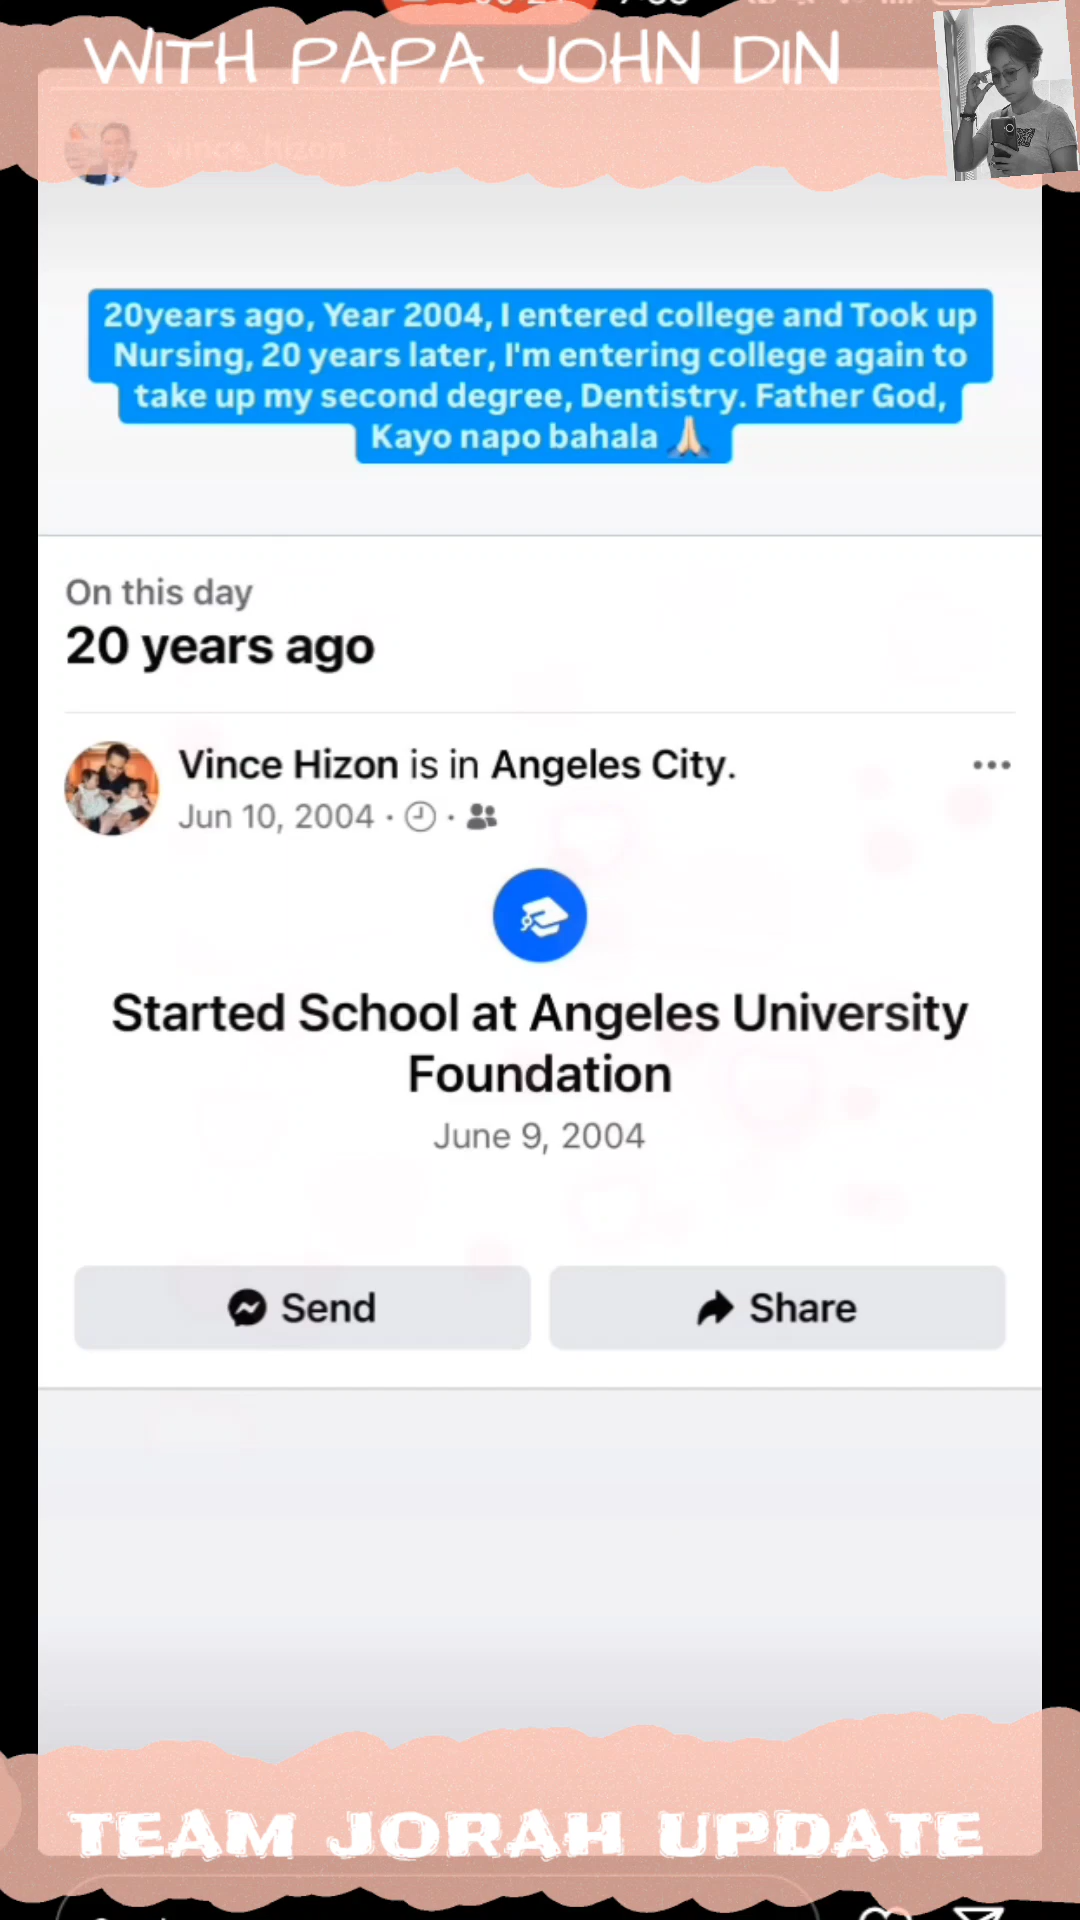 WITH PAPA JOHN DIN
vince_hizon
20years ago, Year 2004, I entered college and Took up
Nursing, 20 years later, I'm entering college again to
take up my second degree, Dentistry. Father God,
Kayo napo bahala 🙏🏻
On this day
20 years ago
Vince Hizon is in Angeles City.
Jun 10, 2004 ·
Started School at Angeles University
Foundation
June 9, 2004
Send
Share
TEAM JORAH UPDATE